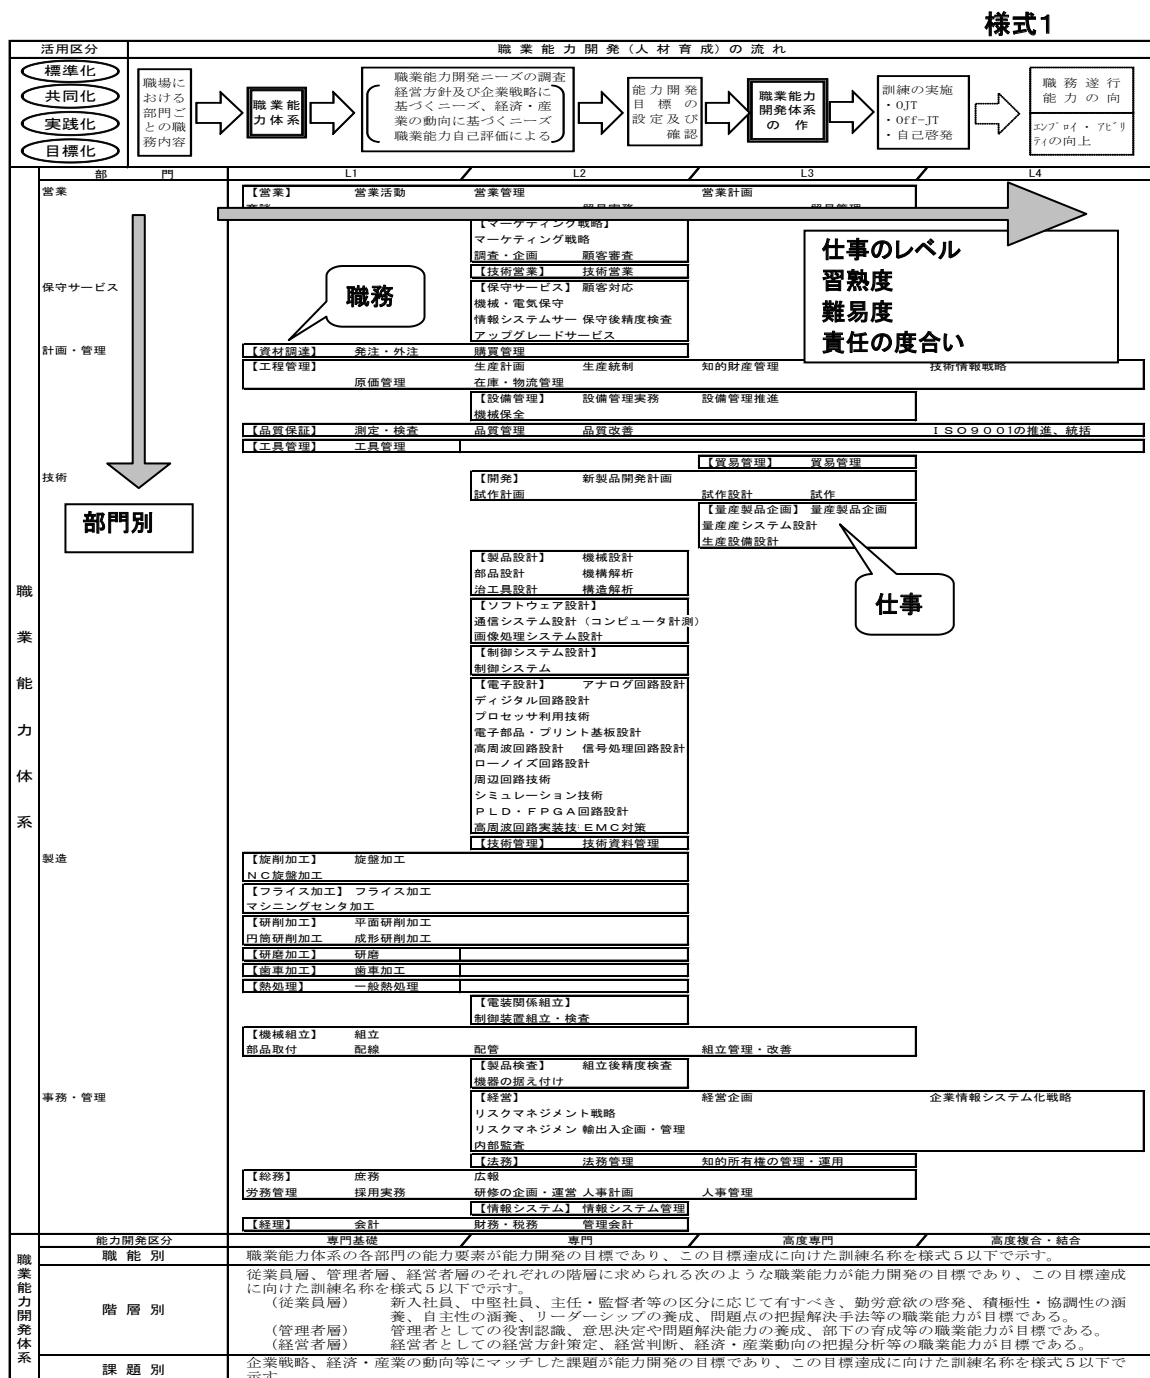 様式1
活用区分
職業能力開発(人材育成)の流れ
標準化
共同化
実践化
目標化
職場に
おける
部門ご
との職
務内容
職業能
力体系
職業能力開発ニーズの調査
経営方針及び企業戦略に
基づくニーズ、経済・産
業の動向に基づくニーズ
職業能力自己評価による
能力開発
目標の
設定及び
確認
職業能力
開発体系
の 作
訓練の実施
・OJT
・Off-JT
・自己啓発
職務遂行
能力の向
エンプロイ・アビリ
ティの向上
部 門 L1 L2 L3 L4
営業 【営業】 営業活動 営業管理 営業計画
【マーケティング戦略】
マーケティング戦略
調査・企画 顧客審査
【技術営業】 技術営業
仕事のレベル
習熟度
難易度
責任の度合い
職務
保守サービス 【保守サービス】 顧客対応
機械・電気保守
情報システムサー 保守後精度検査
アップグレードサービス
計画・管理 【資材調達】 発注・外注 購買管理
【工程管理】 生産計画 生産統制 知的財産管理 技術情報戦略
原価管理 在庫・物流管理
【設備管理】 設備管理実務 設備管理推進
機械保全
【品質保証】 測定・検査 品質管理 品質改善 ISO9001の推進、統括
【工具管理】 工具管理
【貿易管理】 貿易管理
技術 【開発】 新製品開発計画
試作計画 試作設計 試作
部門別
【量産製品企画】 量産製品企画
量産産システム設計
生産設備設計
仕事
【製品設計】 機械設計
部品設計 機構解析
治工具設計 構造解析
【ソフトウェア設計】
通信システム設計(コンピュータ計測)
画像処理システム設計
【制御システム設計】
制御システム
【電子設計】 アナログ回路設計
ディジタル回路設計
プロセッサ利用技術
電子部品・プリント基板設計
高周波回路設計 信号処理回路設計
ローノイズ回路設計
周辺回路技術
シミュレーション技術
PLD・FPGA回路設計
高周波回路実装技 EMC対策
【技術管理】 技術資料管理
職業能力体系
製造 【旋削加工】 旋盤加工
NC旋盤加工
【フライス加工】 フライス加工
マシニングセンタ加工
【研削加工】 平面研削加工
円筒研削加工 成形研削加工
【研磨加工】 研磨
【歯車加工】 歯車加工
【熱処理】 一般熱処理
【電装関係組立】
制御装置組立・検査
【機械組立】 組立
部品取付 配線 配管 組立管理・改善
【製品検査】 組立後精度検査
機器の据え付け
事務・管理 【経営】 経営企画 企業情報システム化戦略
リスクマネジメント戦略
リスクマネジメン 輸出入企画・管理
内部監査
【法務】 法務管理 知的所有権の管理・運用
【総務】 庶務 広報
労務管理 採用実務 研修の企画・運営 人事計画 人事管理
【情報システム】 情報システム管理
【経理】 会計 財務・税務 管理会計
職業能力開発体系
能力開発区分 専門基礎 専門 高度専門 高度複合・結合
職能別 職業能力体系の各部門の能力要素が能力開発の目標であり、この目標達成に向けた訓練名称を様式5以下で示す。
階層別
従業員層、管理者層、経営者層のそれぞれの階層に求められる次のような職業能力が能力開発の目標であり、この目標達成
に向けた訓練名称を様式5以下で示す。
(従業員層) 新入社員、中堅社員、主任・監督者等の区分に応じて有すべき、勤労意欲の啓発、積極性・協調性の涵
養、自主性の涵養、リーダーシップの養成、問題点の把握解決手法等の職業能力が目標である。
(管理者層) 管理者としての役割認識、意思決定や問題解決能力の養成、部下の育成等の職業能力が目標である。
(経営者層) 経営者としての経営方針策定、経営判断、経済・産業動向の把握分析等の職業能力が目標である。
課題別 企業戦略、経済・産業の動向等にマッチした課題が能力開発の目標であり、この目標達成に向けた訓練名称を様式5以下で